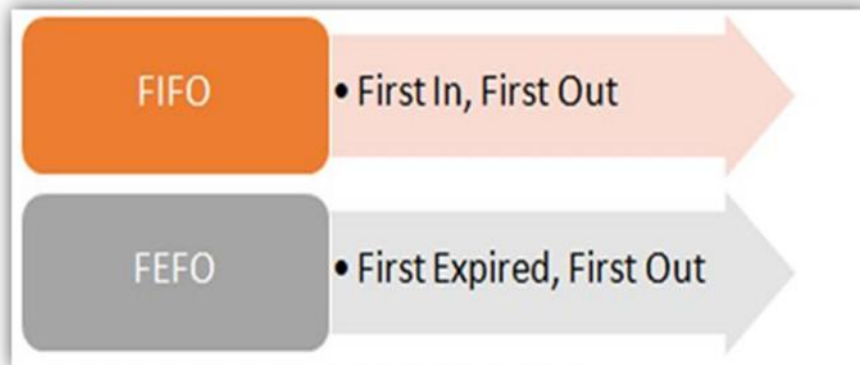 FIFO
• First In, First Out
FEFO
• First Expired, First Out